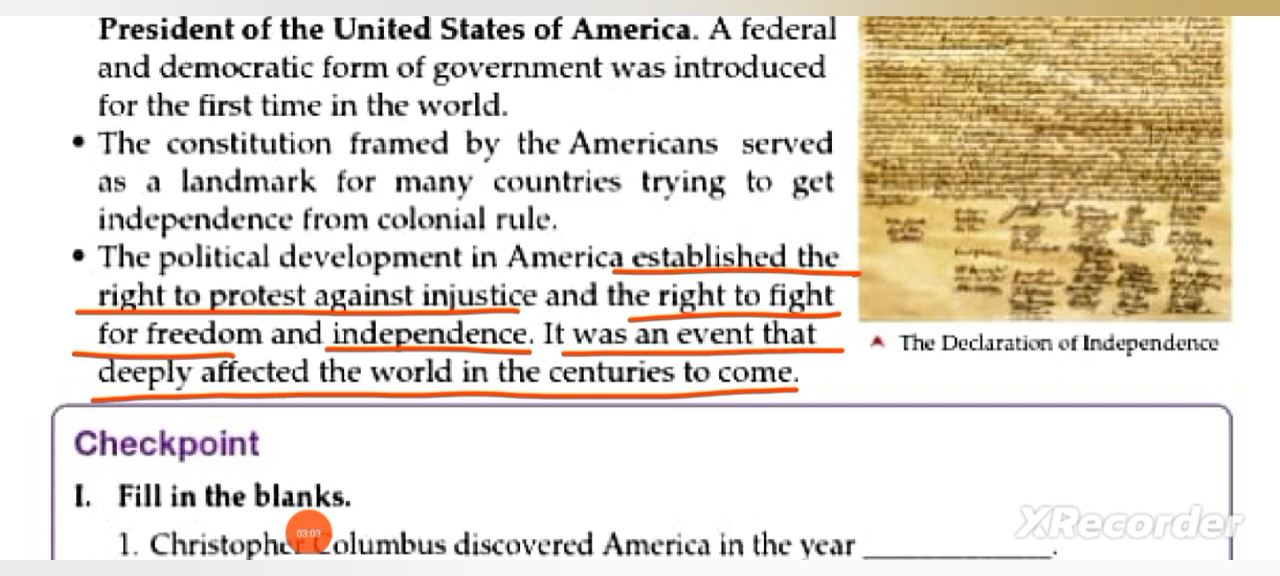 President of the United States of America. A federal
and democratic form of government was introduced
for the first time in the world.
• The constitution framed by the Americans served
as a landmark for many countries trying to get
independence from colonial rule.
• The political development in America established the
right to protest against injustice and the right to fight
for freedom and independence. It was an event that
deeply affected the world in the centuries to come.
▲ The Declaration of Independence
Checkpoint
I. Fill in the blanks.
03:03
1. Christopher Columbus discovered America in the year ____________.
XRecorder